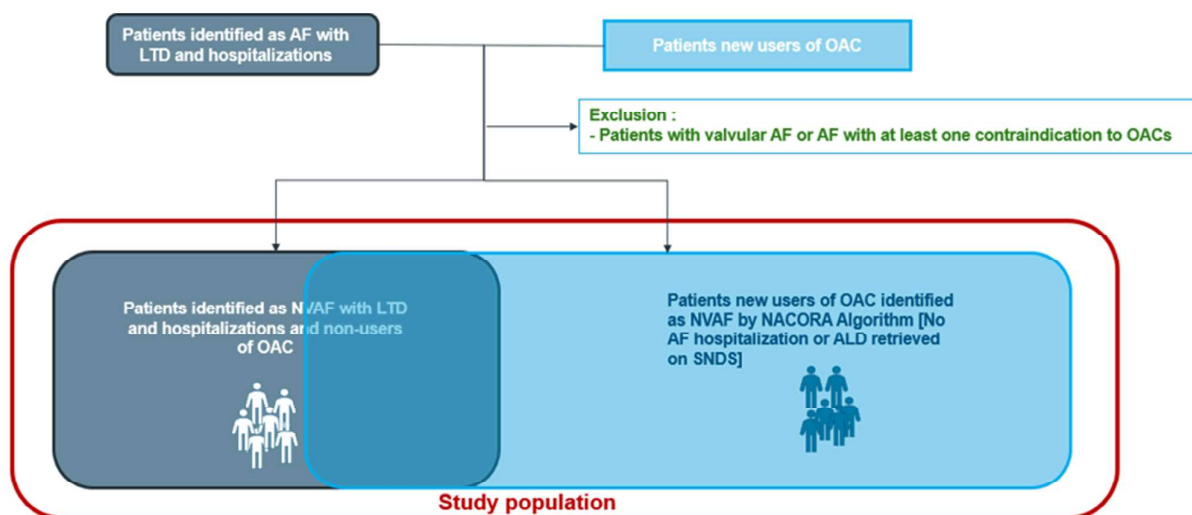 Patients identified as AF with
LTD and hospitalizations
Patients new users of OAC
Exclusion :
- Patients with valvular AF or AF with at least one contraindication to OACs
Patients identified as NVAF with LTD
and hospitalizations and non-users
of OAC
Patients new users of OAC identified
as NVAF by NACORA Algorithm [No
AF hospitalization or ALD retrieved
on SNDS]
Study population